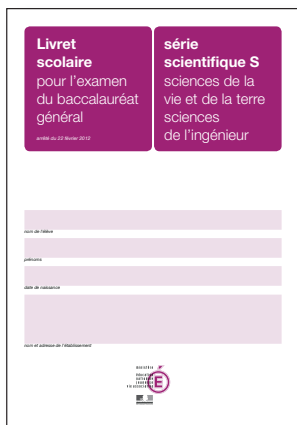 Livret
scolaire
pour l'examen
du baccalauréat
général
arrêté du 22 février 2012
série
scientifique S
sciences de la
vie et de la terre
sciences
de l'ingénieur
nom de l'élève
prénoms
date de naissance
nom et adresse de l'établissement